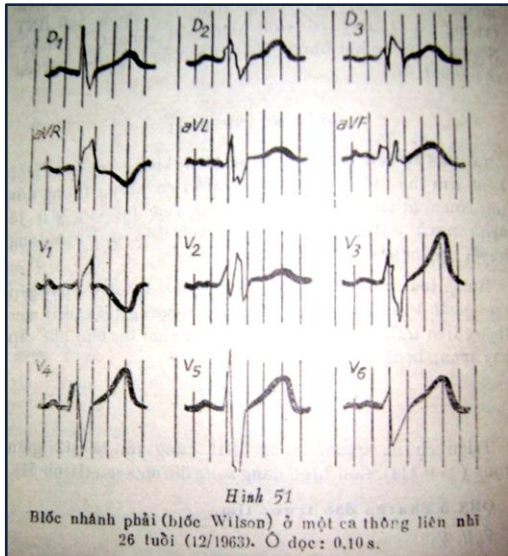 D1 D2 D3
aVR aVL aVF
V1 V2 V3
V4 V5 V6
Hình 51
Blốc nhánh phải (blốc Wilson) ở một ca thông liên nhĩ
26 tuổi (12/1963). Ô dọc: 0,10s.